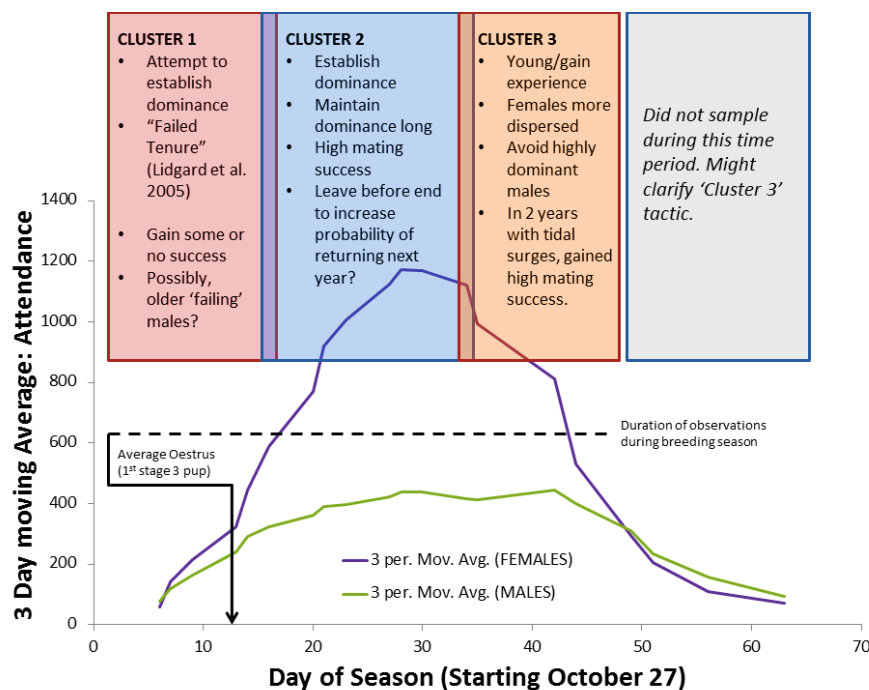 CLUSTER 1
• Attempt to
establish
dominance
• “Failed
Tenure”
(Lidgard et al.
2005)
• Gain some or
no success
• Possibly,
older ‘failing’
males?
CLUSTER 2
• Establish
dominance
• Maintain
dominance long
• High mating
success
• Leave before end
to increase
probability of
returning next
year?
CLUSTER 3
• Young/gain
experience
• Females more
dispersed
• Avoid highly
dominant
males
• In 2 years
with tidal
surges, gained
high mating
success.
Did not sample
during this time
period. Might
clarify ‘Cluster 3’
tactic.
3 Day moving Average: Attendance
1400
1200
1000
800
600
400
200
0
Duration of observations
during breeding season
Average Oestrus
(1st stage 3 pup)
3 per. Mov. Avg. (FEMALES)
3 per. Mov. Avg. (MALES)
0 10 20 30 40 50 60 70
Day of Season (Starting October 27)